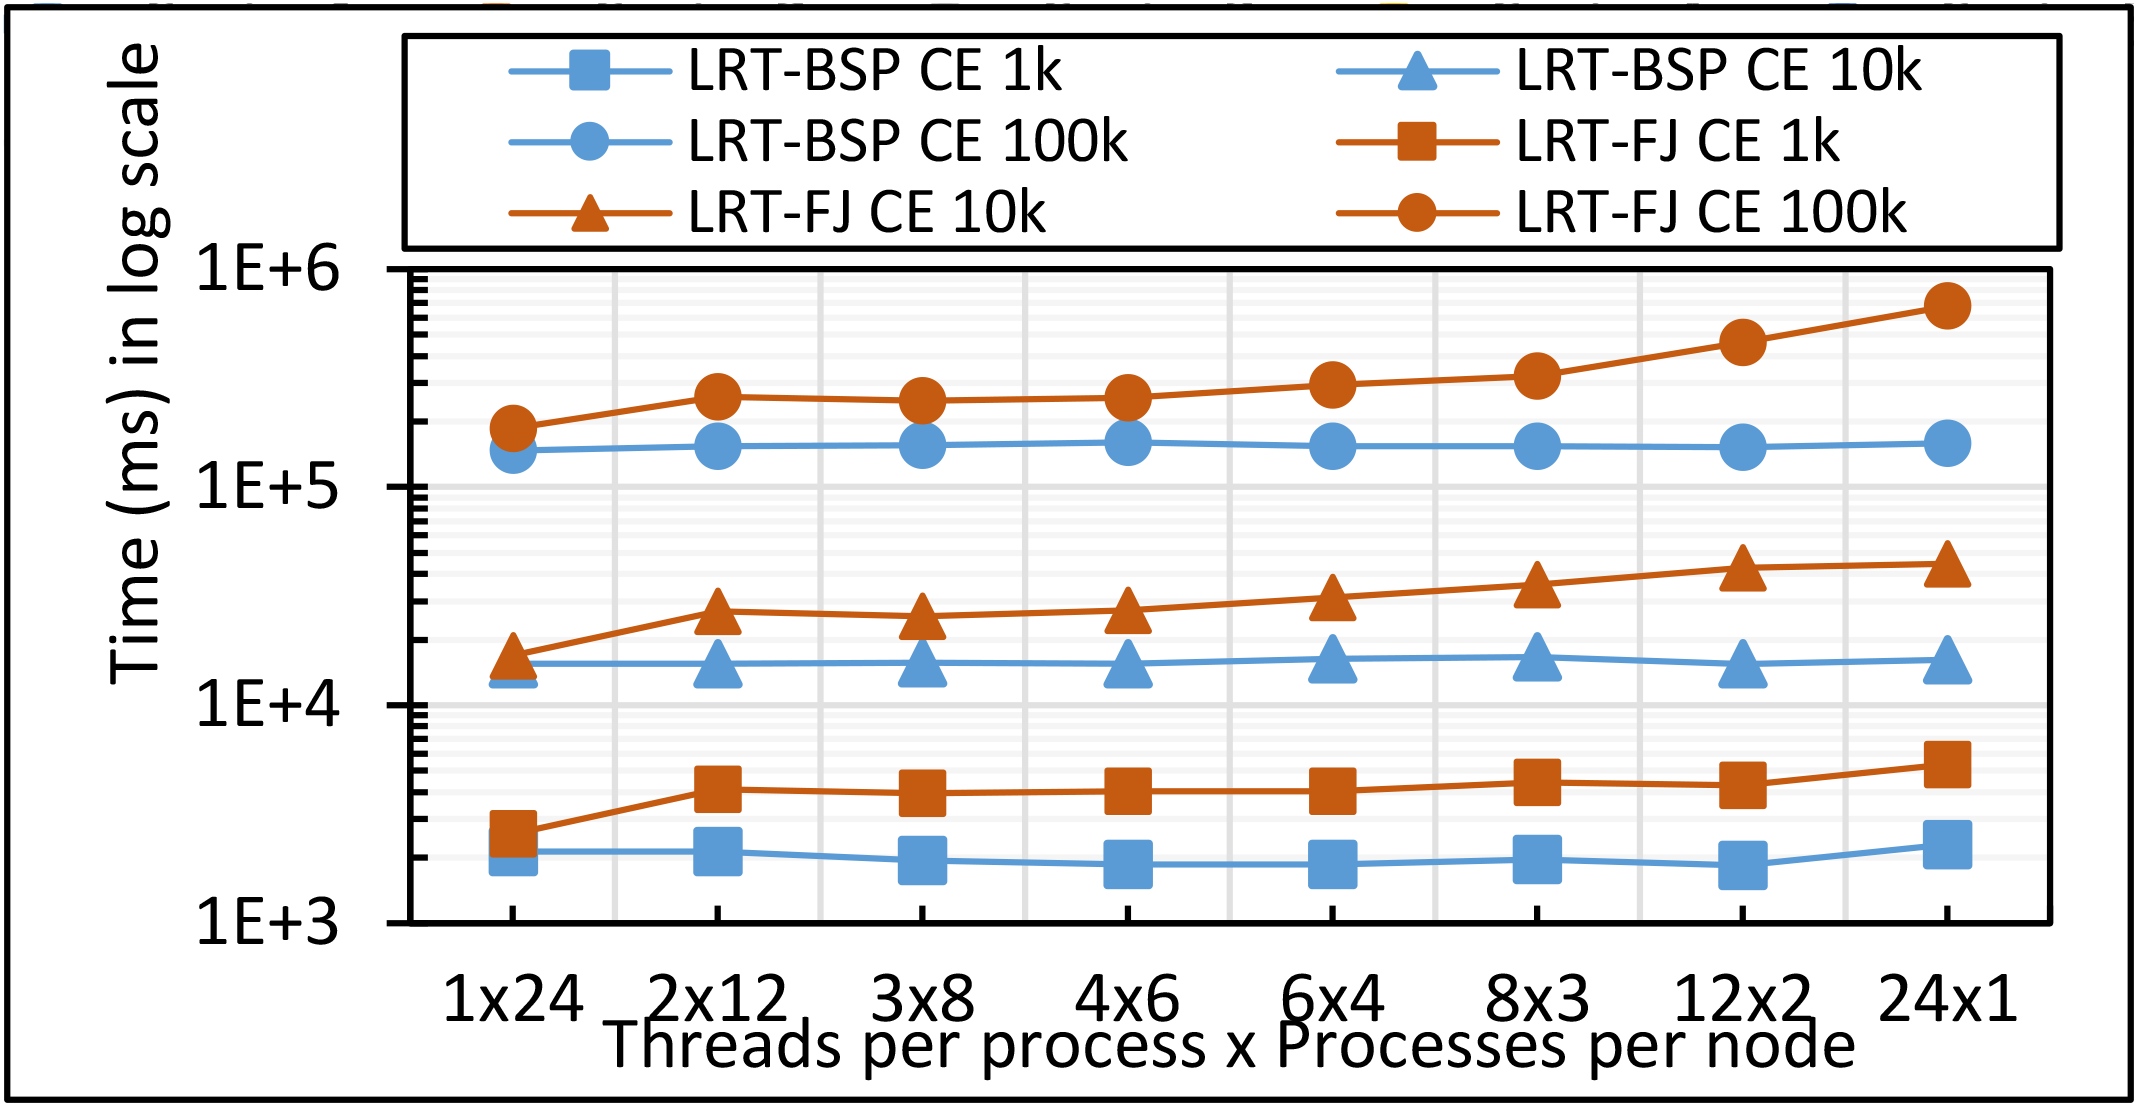 LRT-BSP CE 1k
LRT-BSP CE 10k
LRT-BSP CE 100k
LRT-FJ CE 1k
LRT-FJ CE 10k
LRT-FJ CE 100k
Time (ms) in log scale
1E+6
1E+5
1E+4
1E+3
1x24 2x12 3x8 4x6 6x4 8x3 12x2 24x1
Threads per process x Processes per node